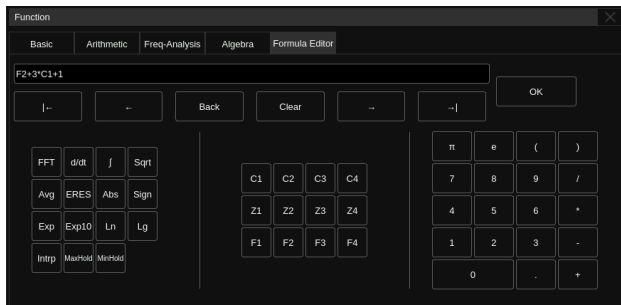 Function
Basic Arithmetic Freq-Analysis Algebra Formula Editor
F2+3*C1+1
OK
|← ← Back Clear → →|
FFT d/dt ∫ Sqrt
Avg ERES Abs Sign
Exp Exp10 Ln Lg
Intrp MaxHold MinHold
C1 C2 C3 C4
Z1 Z2 Z3 Z4
F1 F2 F3 F4
π e ( )
7 8 9 /
4 5 6 *
1 2 3 -
0 . +